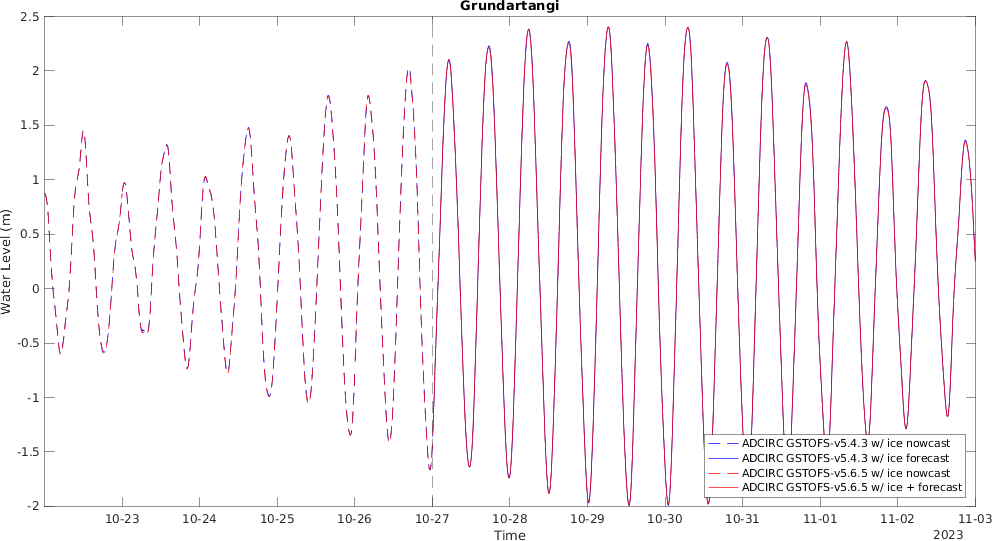 Grundartangi
2.5
2
1.5
1
0.5
0
-0.5
-1
-1.5
-2
Water Level (m)
ADCIRC GSTOFS-v5.4.3 w/ ice nowcast
ADCIRC GSTOFS-v5.4.3 w/ ice forecast
ADCIRC GSTOFS-v5.6.5 w/ ice nowcast
ADCIRC GSTOFS-v5.6.5 w/ ice + forecast
10-23 10-24 10-25 10-26 10-27 10-28 10-29 10-30 10-31 11-01 11-02 11-03
Time
2023